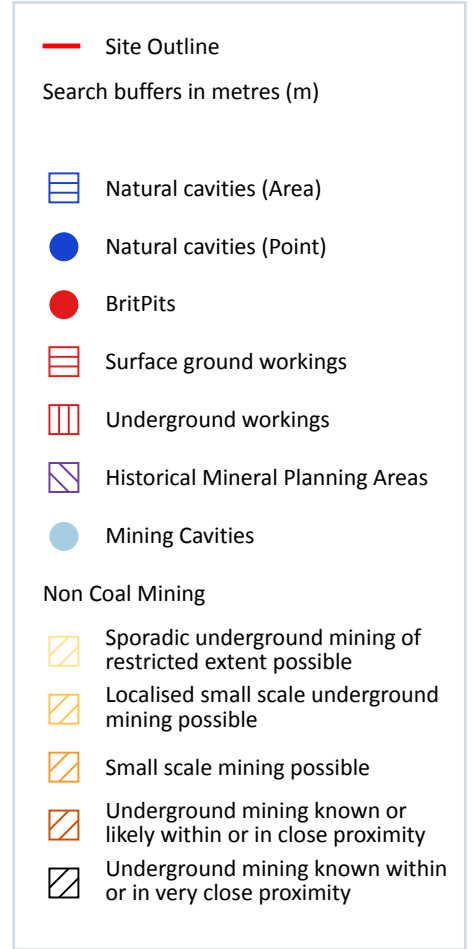 Site Outline
Search buffers in metres (m)
Natural cavities (Area)
Natural cavities (Point)
BritPits
Surface ground workings
Underground workings
Historical Mineral Planning Areas
Mining Cavities
Non Coal Mining
Sporadic underground mining of
restricted extent possible
Localised small scale underground
mining possible
Small scale mining possible
Underground mining known or
likely within or in close proximity
Underground mining known within
or in very close proximity